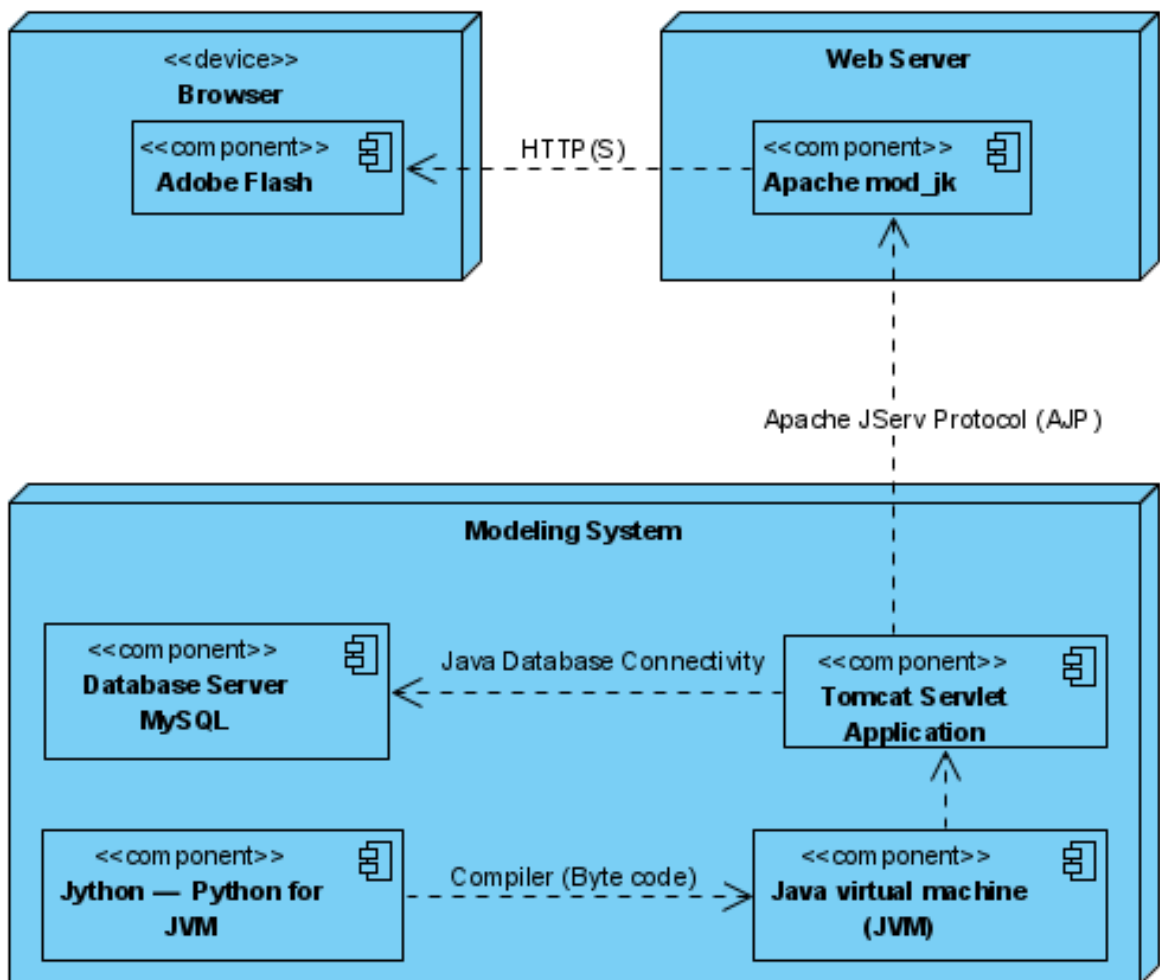 <<device>>
Browser
<<component>>
Adobe Flash
HTTP(S)
Web Server
<<component>>
Apache mod_jk
Apache JServ Protocol (AJP)
Modeling System
<<component>>
Database Server
MySQL
Java Database Connectivity
<<component>>
Tomcat Servlet
Application
<<component>>
Jython — Python for
JVM
Compiler (Byte code)
<<component>>
Java virtual machine
(JVM)